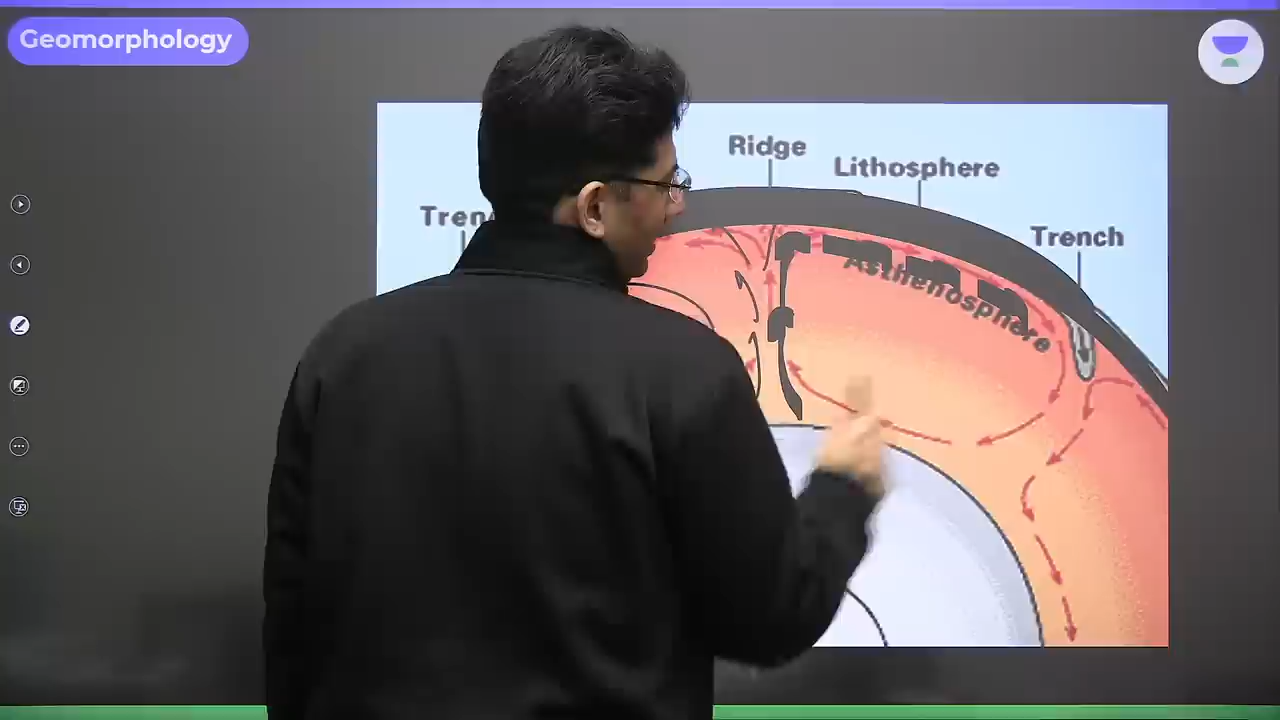 Geomorphology
Ridge
Lithosphere
Trench
Asthenosphere